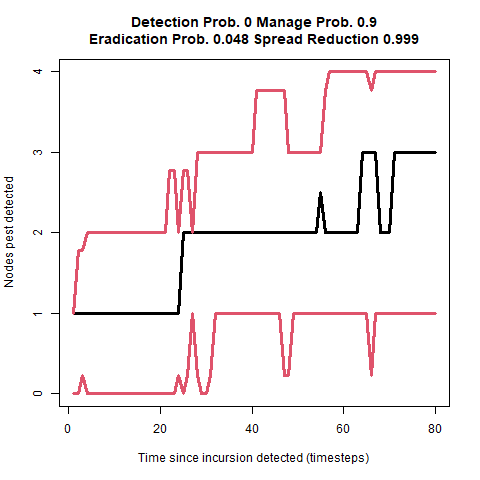 Detection Prob. 0 Manage Prob. 0.9
Eradication Prob. 0.048 Spread Reduction 0.999
4
3
2
1
0
Nodes pest detected
0 20 40 60 80
Time since incursion detected (timesteps)